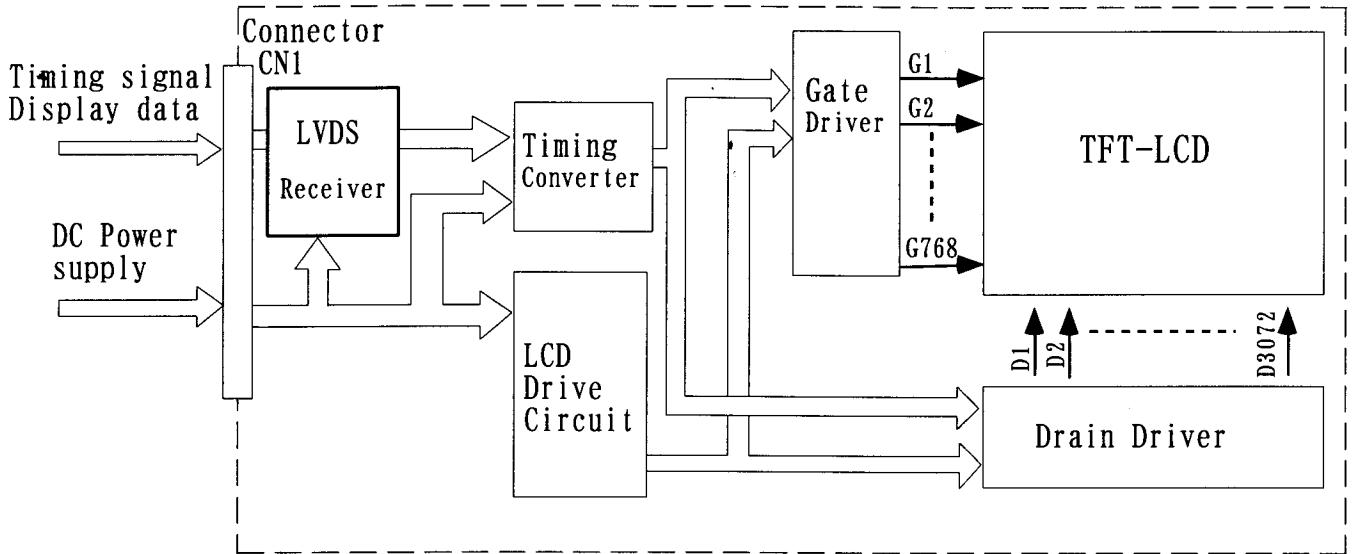 Connector
CN1
Timing signal
Display data
DC Power
supply
LVDS
Receiver
Timing
Converter
LCD
Drive
Circuit
Gate
Driver
G1
G2
G768
TFT-LCD
D1
D2
D3072
Drain Driver